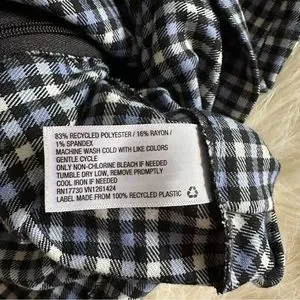 83% RECYCLED POLYESTER / 16% RAYON /
1% SPANDEX
MACHINE WASH COLD WITH LIKE COLORS
GENTLE CYCLE
ONLY NON-CHLORINE BLEACH IF NEEDED
TUMBLE DRY LOW, REMOVE PROMPTLY
COOL IRON IF NEEDED
RN17730 VN261424
LABEL MADE FROM 100% RECYCLED PLASTIC